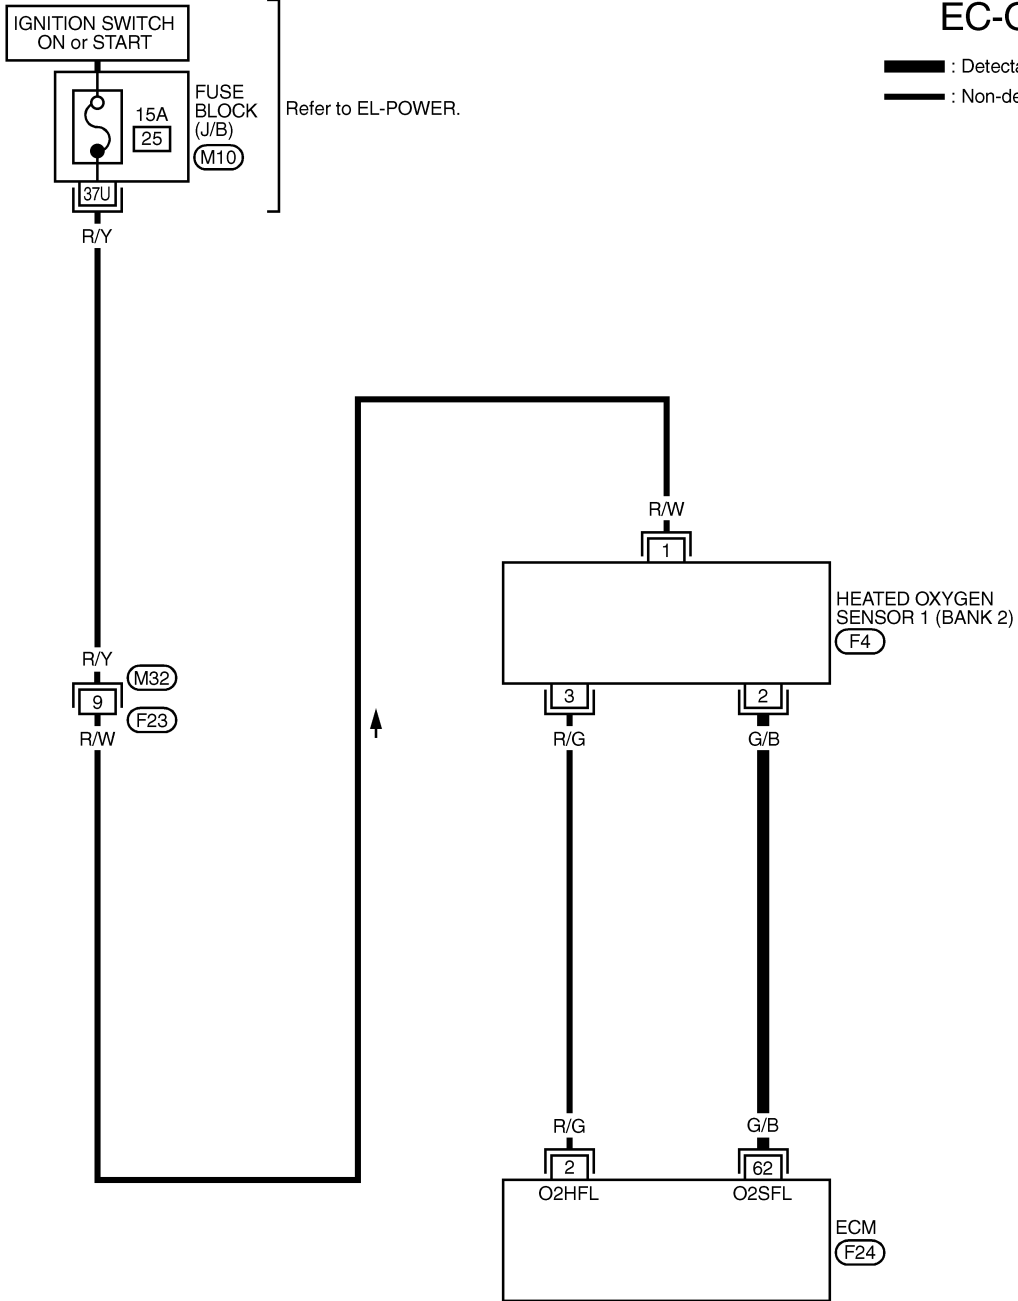 IGNITION SWITCH
ON or START
EC-O
: Detecta
: Non-de
FUSE
BLOCK
(J/B)
M10
15A
25
Refer to EL-POWER.
37U
R/Y
R/W
1
HEATED OXYGEN
SENSOR 1 (BANK 2)
F4
R/Y
M32
9
F23
R/W
3
2
R/G
G/B
R/G
G/B
2
62
O2HFL
O2SFL
ECM
F24